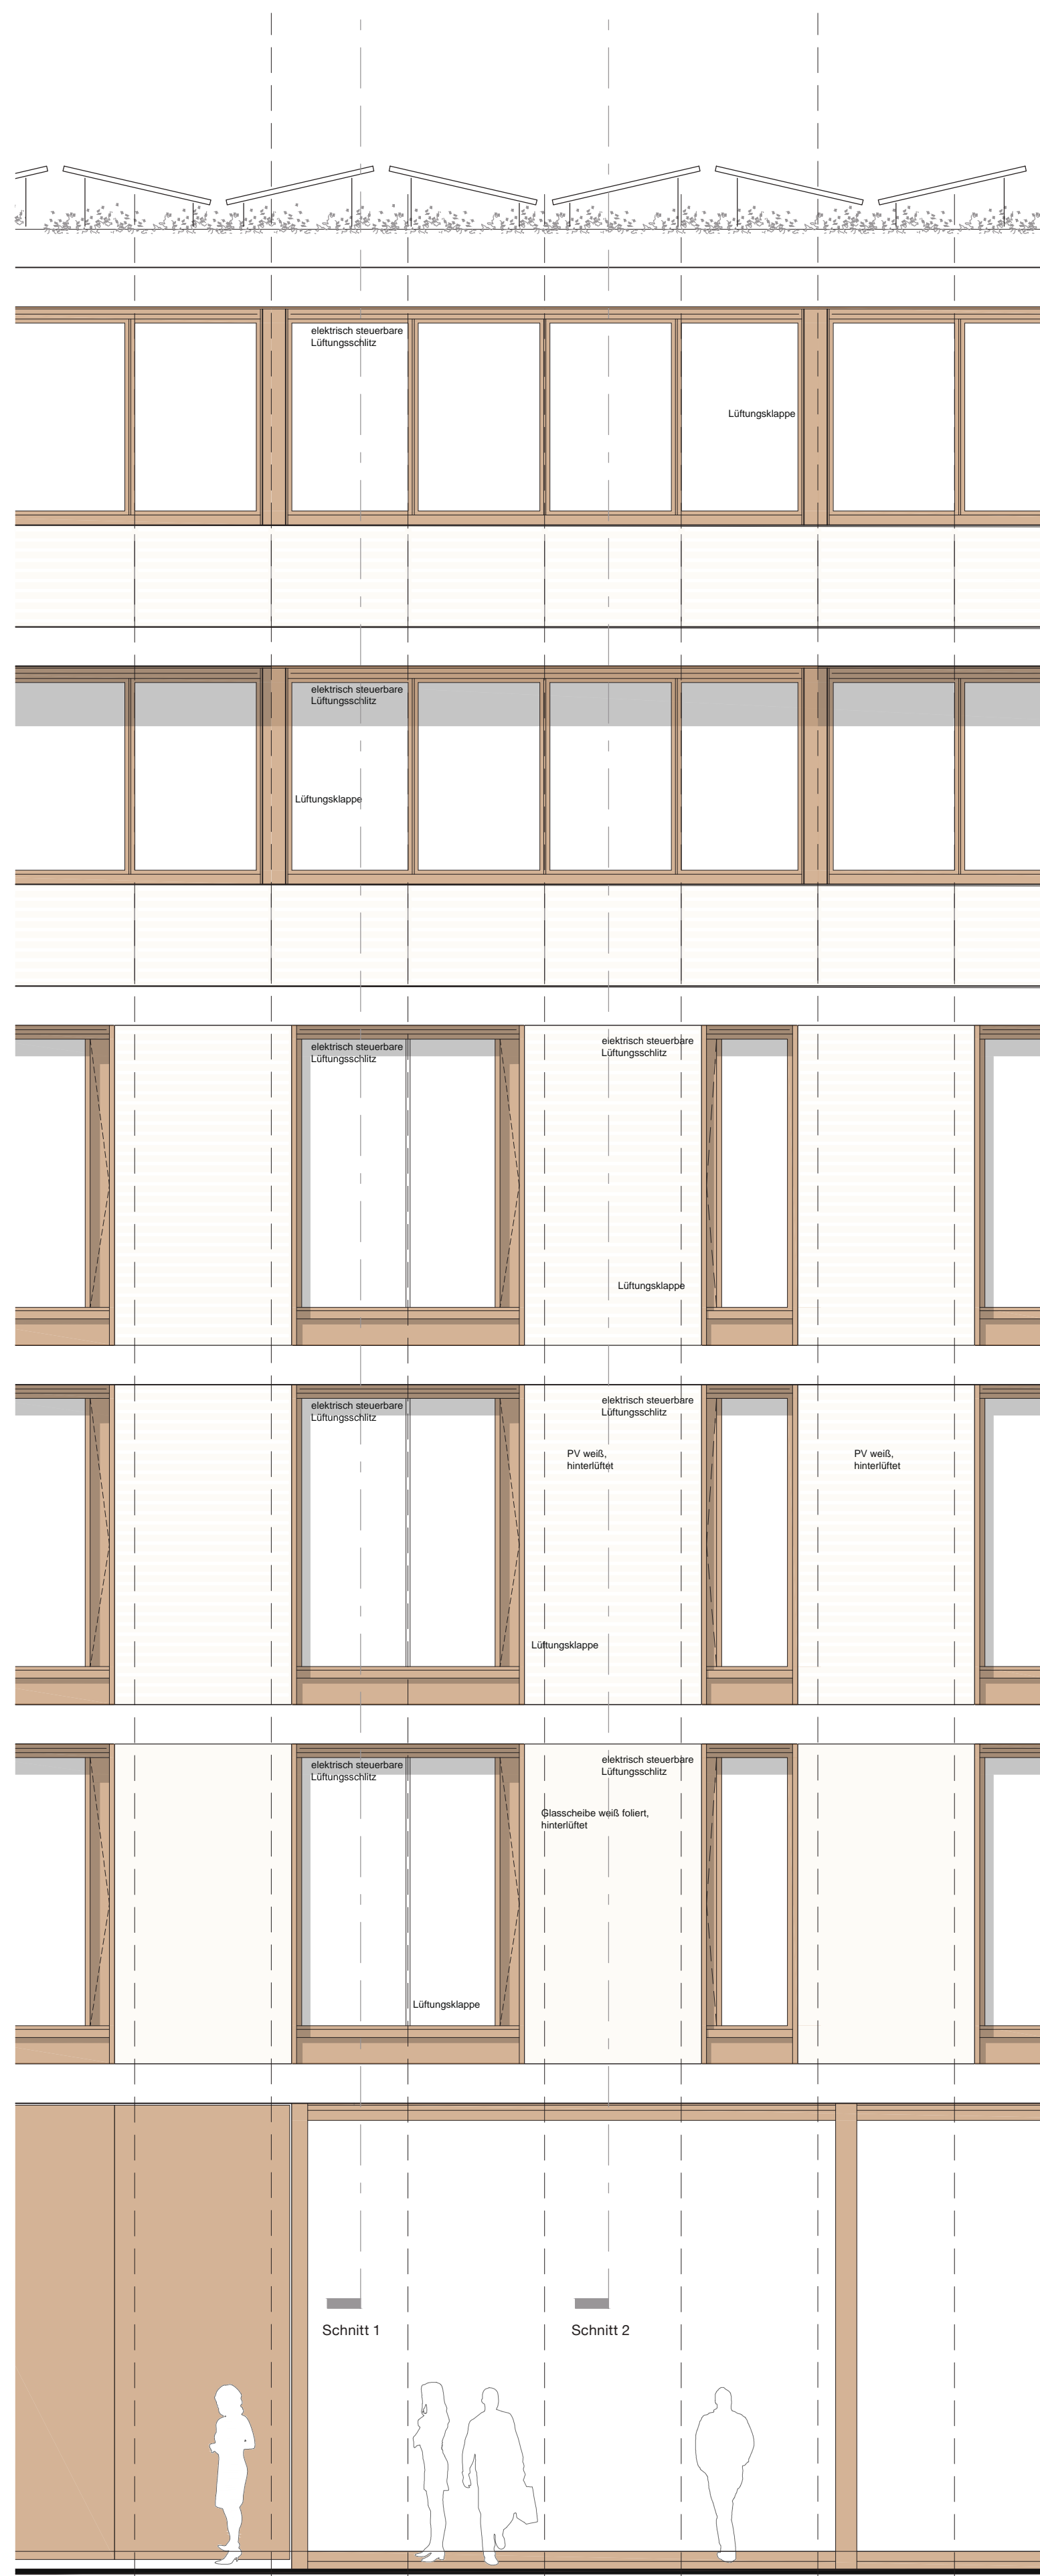 elektrisch steuerbare
Lüftungsschlitz
Lüftungsklappe
elektrisch steuerbare
Lüftungsschlitz
Lüftungsklappe
elektrisch steuerbare
Lüftungsschlitz
elektrisch steuerbare
Lüftungsschlitz
Lüftungsklappe
elektrisch steuerbare
Lüftungsschlitz
elektrisch steuerbare
Lüftungsschlitz
PV weiß,
hinterlüftet
PV weiß,
hinterlüftet
Lüftungsklappe
elektrisch steuerbare
Lüftungsschlitz
elektrisch steuerbare
Lüftungsschlitz
Glasscheibe weiß foliert,
hinterlüftet
Lüftungsklappe
Schnitt 1
Schnitt 2